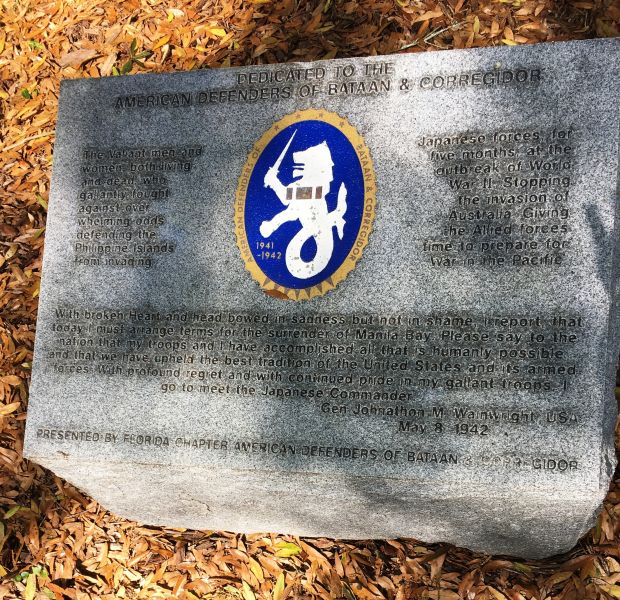 DEDICATED TO THE
AMERICAN DEFENDERS OF BATAAN & CORREGIDOR
The valiant men and
women, both living
and dead, who
gallantly fought
against over
whelming odds
defending the
Philippine Islands
from invading
AMERICAN DEFENDERS OF BATAAN & CORREGIDOR
1941
-1942
Japanese forces, for
five months, at the
outbreak of World
War II. Stopping
the invasion of
Australia. Giving
the Allied forces
time to prepare for
War in the Pacific.
With broken Heart and head bowed in sadness but not in shame, I report, that
today I must arrange terms for the surrender of Manila Bay. Please say to the
nation that my troops and I have accomplished all that is humanly possible
and that we have upheld the best tradition of the United States and its armed
forces. With profound regret and with continued pride in my gallant troops. I
go to meet the Japanese Commander
Gen Johnathon M. Wainwright, USA
May 8, 1942
PRESENTED BY FLORIDA CHAPTER AMERICAN DEFENDERS OF BATAAN & CORREGIDOR